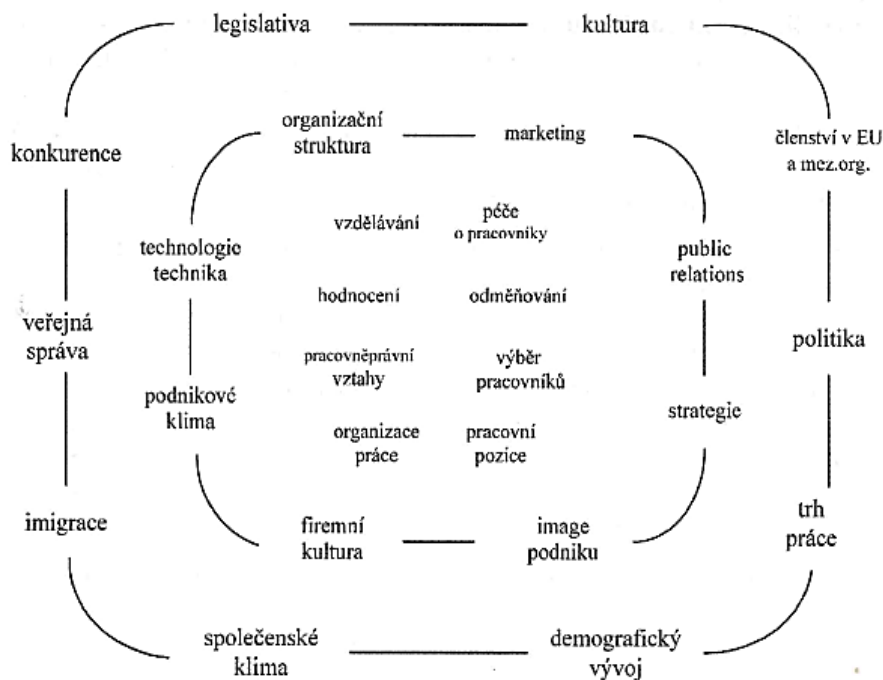 legislativa
kultura
konkurence
organizační
struktura
marketing
členství v EU
a mez.org.
technologie
technika
vzdělávání
péče
o pracovníky
public
relations
veřejná
správa
hodnocení
odměňování
politika
podnikové
klima
pracovněprávní
vztahy
výběr
pracovníků
strategie
organizace
práce
pracovní
pozice
imigrace
firemní
kultura
image
podniku
trh
práce
společenské
klima
demografický
vývoj